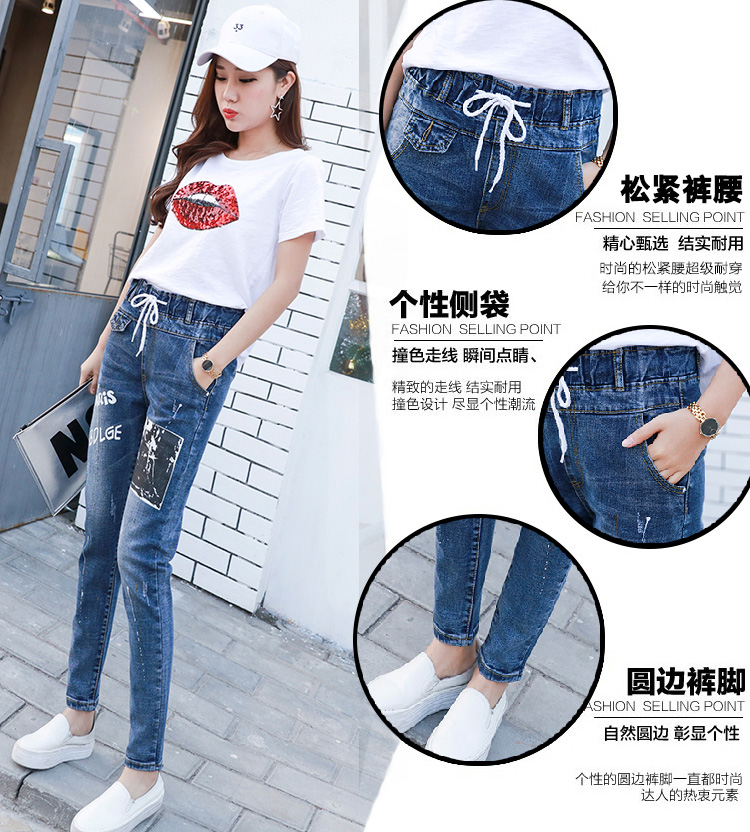 33
松紧裤腰
FASHION SELLING POINT
精心甄选 结实耐用
时尚的松紧腰超级耐穿
给你不一样的时尚触觉
个性侧袋
FASHION SELLING POINT
撞色走线 瞬间点睛、
精致的走线 结实耐用
撞色设计 尽显个性潮流
圆边裤脚
FASHION SELLING POINT
自然圆边 彰显个性
个性的圆边裤脚一直都时尚
达人的热衷元素